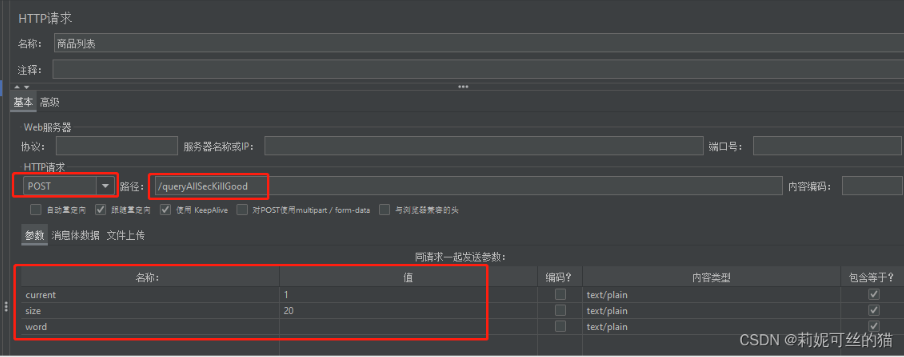 HTTP请求
名称： 商品列表
注释：
基本 高级
Web服务器
协议： 服务器名称或IP： 端口号：
HTTP请求
POST 路径： /queryAllSecKillGood 内容编码：
自动重定向 跟随重定向 使用 KeepAlive 对POST使用multipart / form-data 与浏览器兼容的头
参数 消息体数据 文件上传
同请求一起发送参数：
名称： 值 编码? 内容类型 包含等于?
current 1 text/plain
size 20 text/plain
word text/plain
CSDN @莉妮可丝的猫